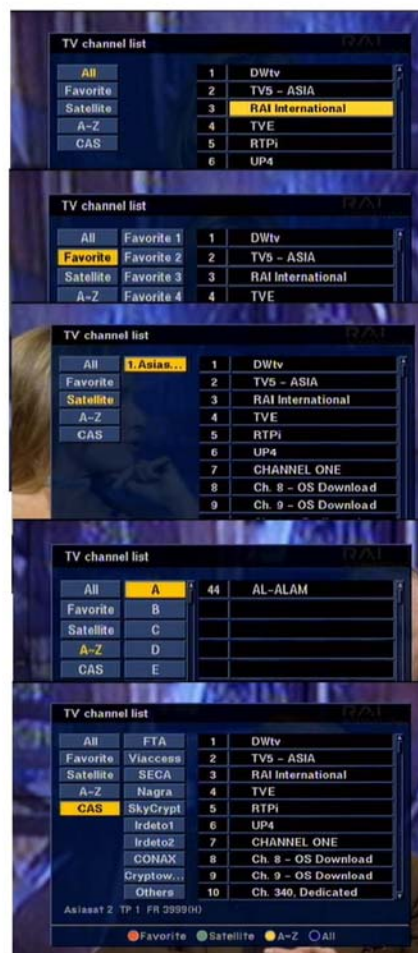 TV channel list
RAI
All 1 DWtv
Favorite 2 TV5 - ASIA
Satellite 3 RAI International
A~Z 4 TVE
CAS 5 RTPi
6 UP4
TV channel list
RAI
All Favorite 1 1 DWtv
Favorite Favorite 2 2 TV5 - ASIA
Satellite Favorite 3 3 RAI International
A~Z Favorite 4 4 TVE
TV channel list
RAI
All 1.Asias... 1 DWtv
Favorite 2 TV5 - ASIA
Satellite 3 RAI International
A~Z 4 TVE
CAS 5 RTPi
6 UP4
7 CHANNEL ONE
8 Ch. 8 - OS Download
9 Ch. 9 - OS Download
TV channel list
RAI
All A 44 AL-ALAM
Favorite B
Satellite C
A~Z D
CAS E
TV channel list
RAI
All FTA 1 DWtv
Favorite Viaccess 2 TV5 - ASIA
Satellite SECA 3 RAI International
A~Z Nagra 4 TVE
CAS SkyCrypt 5 RTPi
Irdeto1 6 UP4
Irdeto2 7 CHANNEL ONE
CONAX 8 Ch. 8 - OS Download
Cryptow... 9 Ch. 9 - OS Download
Others 10 Ch. 340, Dedicated
Asiasat 2 TP 1 FR 3999(H)
Favorite Satellite A~Z All